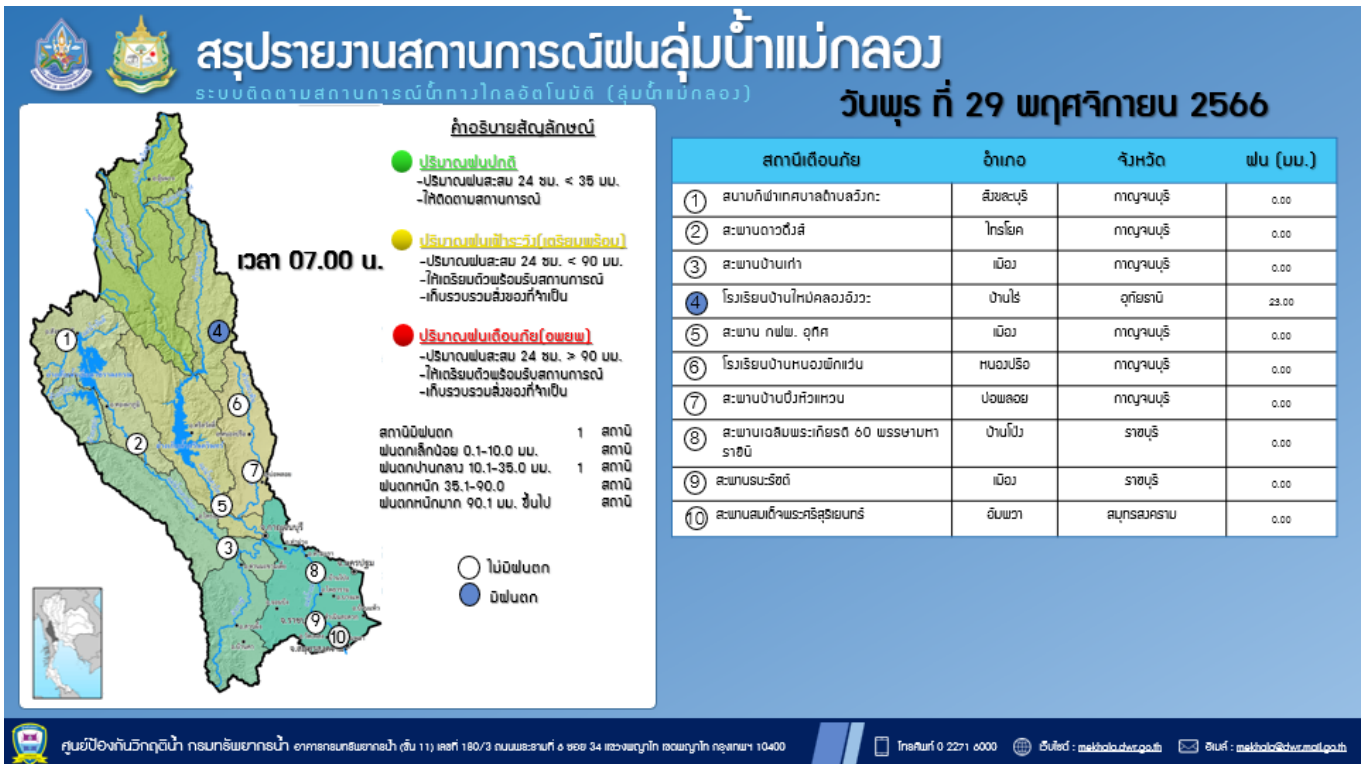 สรุปรายงานสถานการณ์ฝนลุ่มน้ำแม่กลอง
ระบบติดตามสถานการณ์น้ำทางไกลอัตโนมัติ (ลุ่มน้ำแม่กลอง)
วันพุธ ที่ 29 พฤศจิกายน 2566
คำอธิบายสัญลักษณ์
ปริมาณฝนปกติ
-ปริมาณฝนสะสม 24 ชม. < 35 มม.
-ให้ติดตามสถานการณ์
ปริมาณฝนเฝ้าระวัง(เตรียมพร้อม)
-ปริมาณฝนสะสม 24 ชม. < 90 มม.
-ให้เตรียมตัวพร้อมรับสถานการณ์
-เก็บรวบรวมสิ่งของที่จำเป็น
ปริมาณฝนเตือนภัย(อพยพ)
-ปริมาณฝนสะสม 24 ชม. > 90 มม.
-ให้เตรียมตัวพร้อมรับสถานการณ์
-เก็บรวบรวมสิ่งของที่จำเป็น
เวลา 07.00 น.
1
4
6
2
7
5
3
8
9
10
สถานีมีฝนตก 1 สถานี
ฝนตกเล็กน้อย 0.1-10.0 มม. สถานี
ฝนตกปานกลาง 10.1-35.0 มม. 1 สถานี
ฝนตกหนัก 35.1-90.0 สถานี
ฝนตกหนักมาก 90.1 มม. ขึ้นไป สถานี
ไม่มีฝนตก
มีฝนตก
สถานีเตือนภัย อำเภอ จังหวัด ฝน (มม.)
1 สนามกีฬาเทศบาลตำบลวังกะ สังขละบุรี กาญจนบุรี 0.00
2 สะพานดาวดึงส์ ไทรโยค กาญจนบุรี 0.00
3 สะพานบ้านเก่า เมือง กาญจนบุรี 0.00
4 โรงเรียนบ้านใหม่คลองอังวะ บ้านไร่ อุทัยธานี 23.00
5 สะพาน กฟผ. อุทิศ เมือง กาญจนบุรี 0.00
6 โรงเรียนบ้านหนองผักแว่น หนองปรือ กาญจนบุรี 0.00
7 สะพานบ้านปึงหัวแหวน บ่อพลอย กาญจนบุรี 0.00
8 สะพานเฉลิมพระเกียรติ 60 พรรษามหา บ้านโป่ง ราชบุรี 0.00
ราชินี
9 สะพานธนะรัชต์ เมือง ราชบุรี 0.00
10 สะพานสมเด็จพระศรีสุริเยนทร์ อัมพวา สมุทรสงคราม 0.00
ศูนย์ป้องกันวิกฤติน้ำ กรมทรัพยากรน้ำ อาคารกรมทรัพยากรน้ำ (ชั้น 11) เลขที่ 180/3 ถนนพระรามที่ 6 ซอย 34 แขวงพญาไท เขตพญาไท กรุงเทพฯ 10400
โทรศัพท์ 0 2271 6000
เว็บไซต์ : mekhala.dwr.go.th
อีเมล์ : mekhala@dwr.mail.go.th